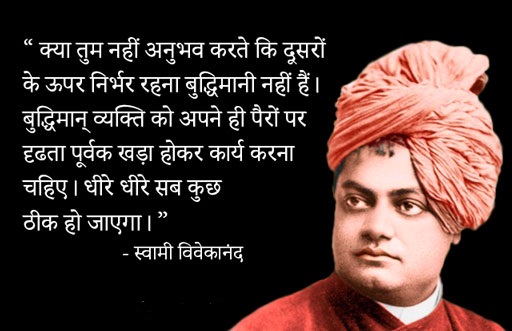 “ क्या तुम नहीं अनुभव करते कि दूसरों
के ऊपर निर्भर रहना बुद्धिमानी नहीं हैं।
बुद्धिमान् व्यक्ति को अपने ही पैरों पर
दृढता पूर्वक खड़ा होकर कार्य करना
चहिए। धीरे धीरे सब कुछ
ठीक हो जाएगा। ”
- स्वामी विवेकानंद